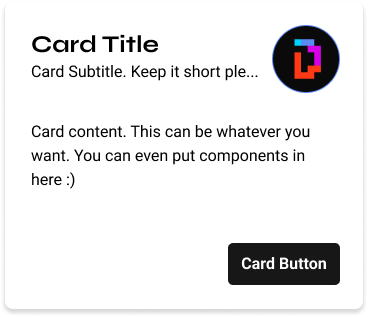 Card Title
Card Subtitle. Keep it short ple...
Card content. This can be whatever you
want. You can even put components in
here :)
Card Button